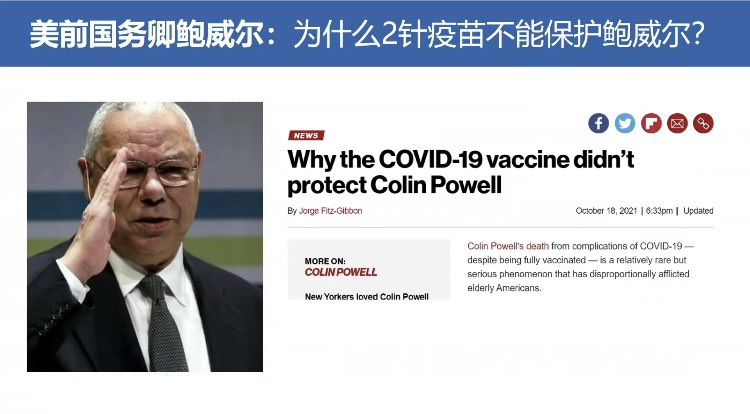 美前国务卿鲍威尔：为什么2针疫苗不能保护鲍威尔？
NEWS
Why the COVID-19 vaccine didn’t
protect Colin Powell
By Jorge Fitz-Gibbon
October 18, 2021 | 6:33pm | Updated
MORE ON:
COLIN POWELL
New Yorkers loved Colin Powell
Colin Powell’s death from complications of COVID-19 —
despite being fully vaccinated — is a relatively rare but
serious phenomenon that has disproportionally afflicted
elderly Americans.